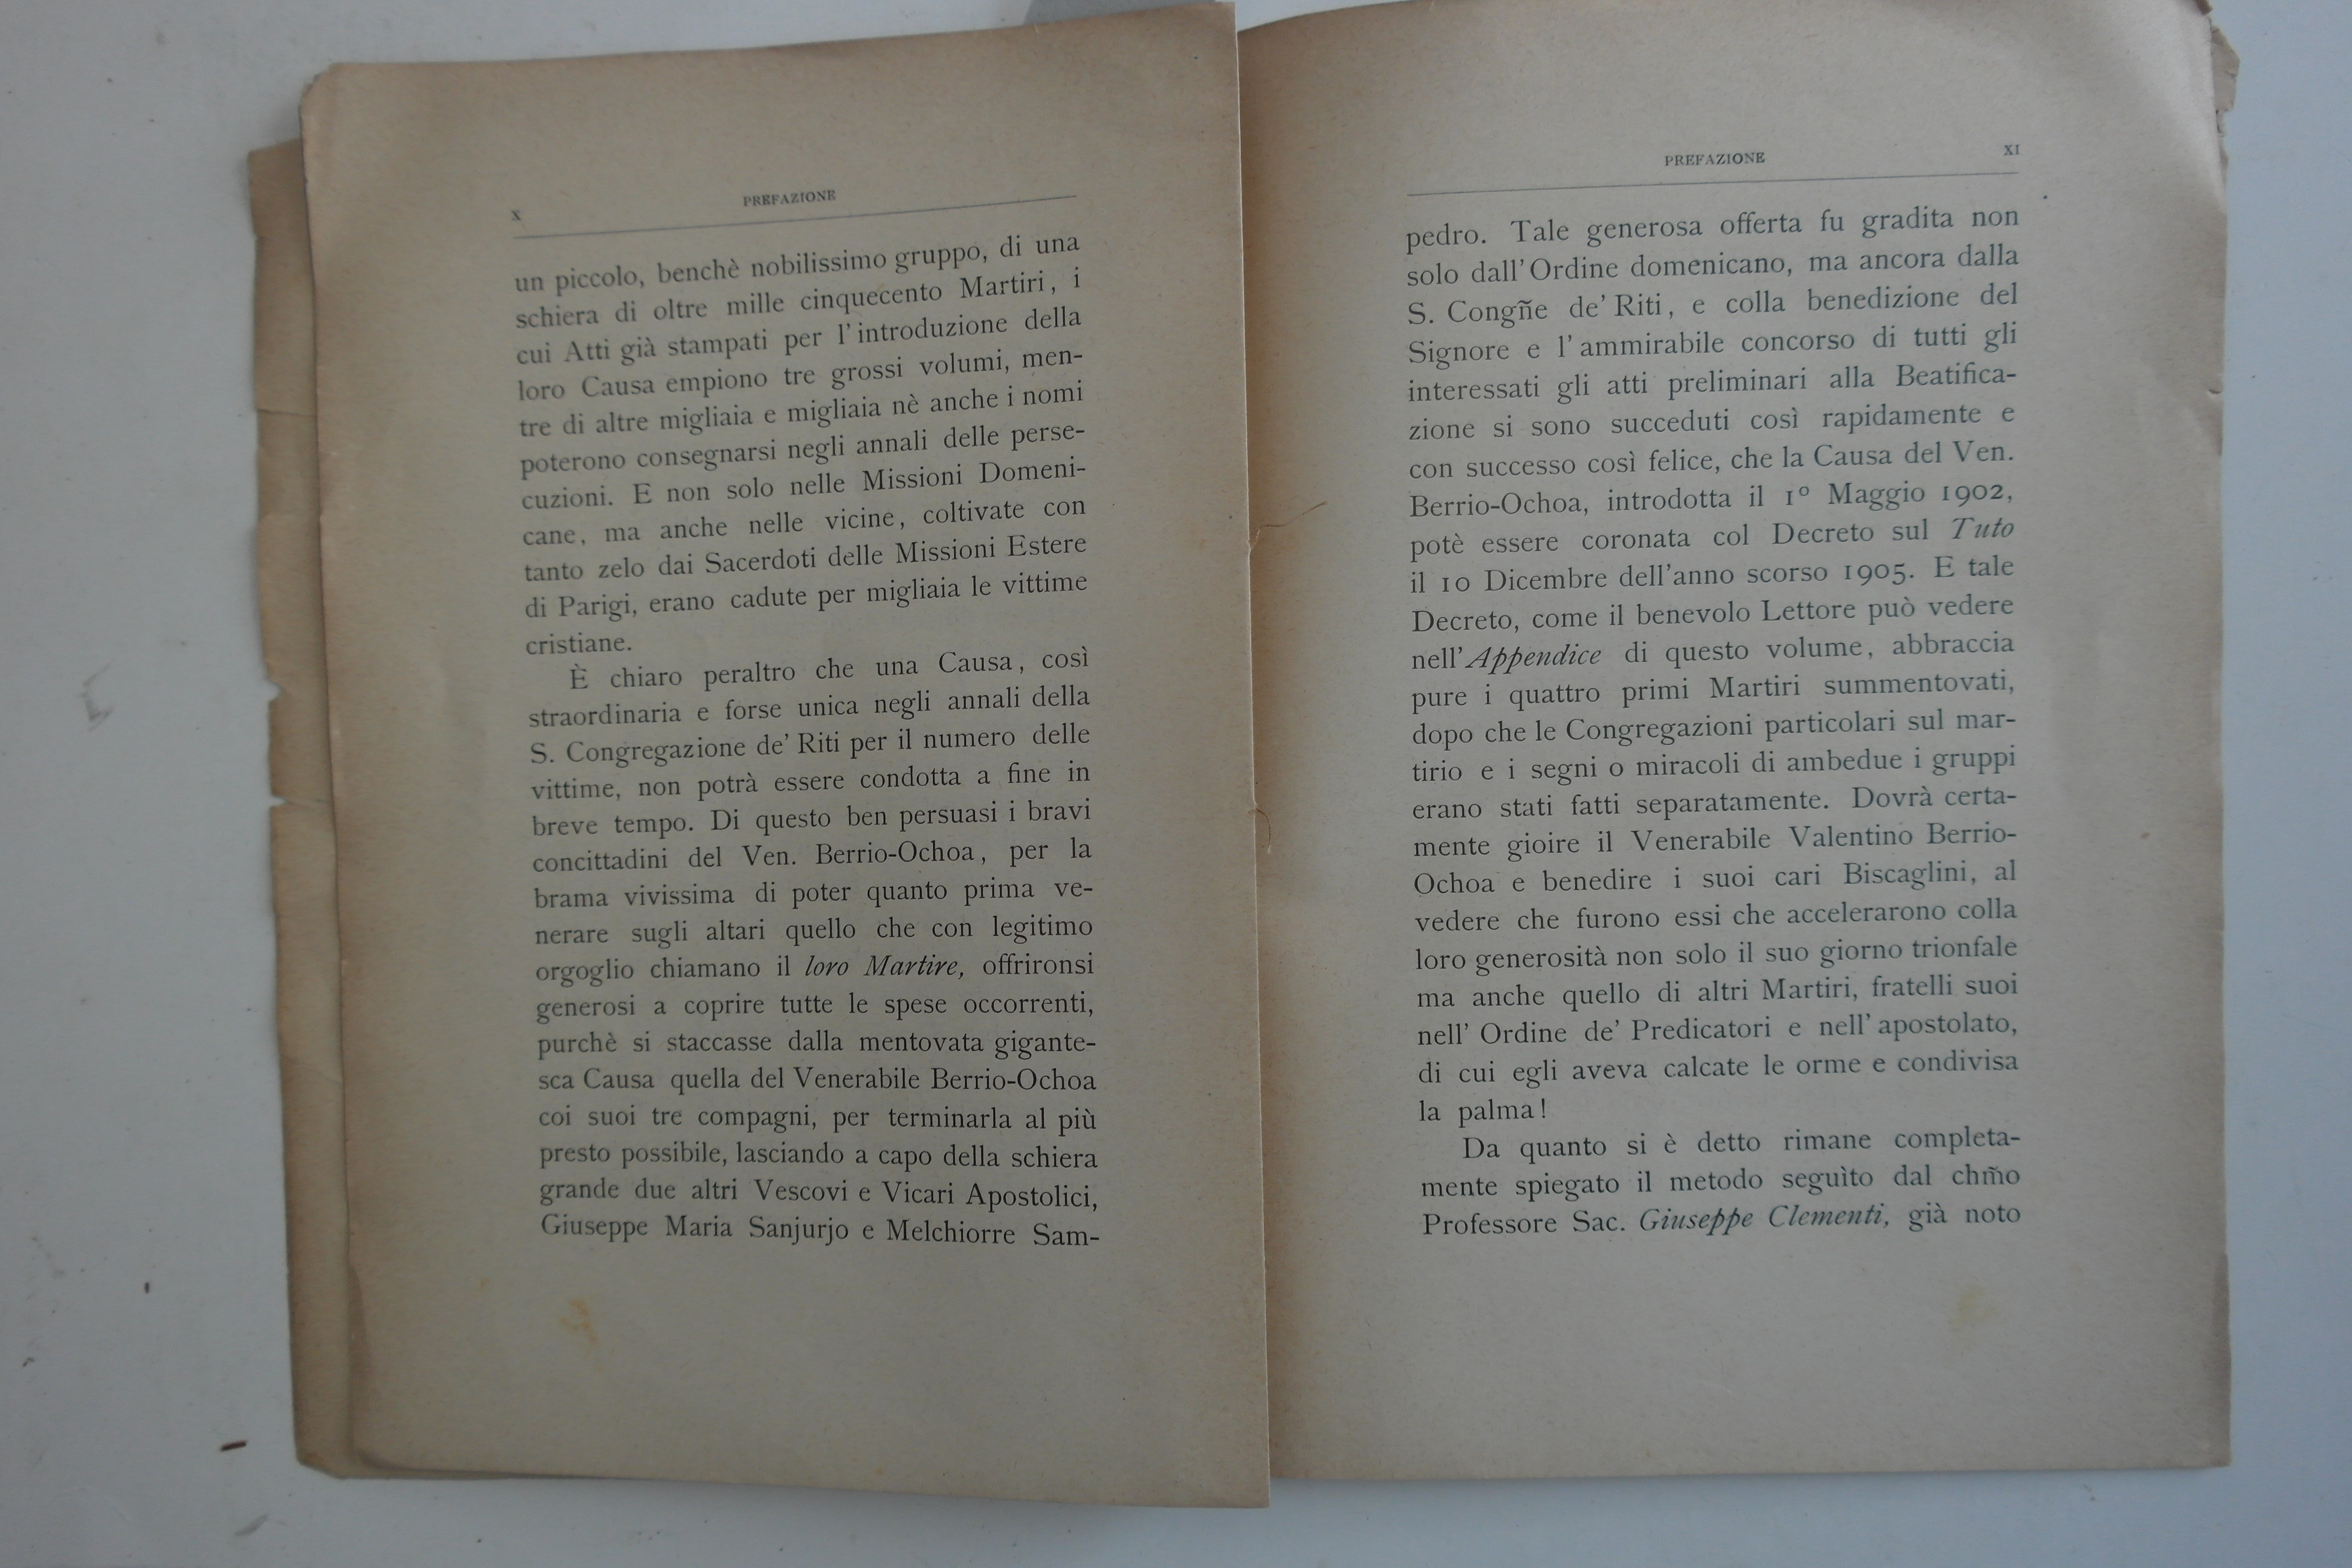 X
PREFAZIONE
un piccolo, benchè nobilissimo gruppo, di una
schiera di oltre mille cinquecento Martiri, i
cui Atti già stampati per l'introduzione della
loro Causa empiono tre grossi volumi, men-
tre di altre migliaia e migliaia nè anche i nomi
poterono consegnarsi negli annali delle perse-
cuzioni. E non solo nelle Missioni Domeni-
cane, ma anche nelle vicine, coltivate con
tanto zelo dai Sacerdoti delle Missioni Estere
di Parigi, erano cadute per migliaia le vittime
cristiane.
È chiaro peraltro che una Causa, così
straordinaria e forse unica negli annali della
S. Congregazione de' Riti per il numero delle
vittime, non potrà essere condotta a fine in
breve tempo. Di questo ben persuasi i bravi
concittadini del Ven. Berrio-Ochoa, per la
brama vivissima di poter quanto prima ve-
nerare sugli altari quello che con legitimo
orgoglio chiamano il loro Martire, offrironsi
generosi a coprire tutte le spese occorrenti,
purchè si staccasse dalla mentovata gigante-
sca Causa quella del Venerabile Berrio-Ochoa
coi suoi tre compagni, per terminarla al più
presto possibile, lasciando a capo della schiera
grande due altri Vescovi e Vicari Apostolici,
Giuseppe Maria Sanjurjo e Melchiorre Sam-
PREFAZIONE
XI
pedro. Tale generosa offerta fu gradita non
solo dall'Ordine domenicano, ma ancora dalla
S. Congñe de' Riti, e colla benedizione del
Signore e l'ammirabile concorso di tutti gli
interessati gli atti preliminari alla Beatifica-
zione si sono succeduti così rapidamente e
con successo così felice, che la Causa del Ven.
Berrio-Ochoa, introdotta il 1° Maggio 1902,
potè essere coronata col Decreto sul Tuto
il 10 Dicembre dell'anno scorso 1905. E tale
Decreto, come il benevolo Lettore può vedere
nell'Appendice di questo volume, abbraccia
pure i quattro primi Martiri summentovati,
dopo che le Congregazioni particolari sul mar-
tirio e i segni o miracoli di ambedue i gruppi
erano stati fatti separatamente. Dovrà certa-
mente gioire il Venerabile Valentino Berrio-
Ochoa e benedire i suoi cari Biscaglini, al
vedere che furono essi che accelerarono colla
loro generosità non solo il suo giorno trionfale
ma anche quello di altri Martiri, fratelli suoi
nell' Ordine de' Predicatori e nell'apostolato,
di cui egli aveva calcate le orme e condivisa
la palma!
Da quanto si è detto rimane completa-
mente spiegato il metodo seguìto dal chm̃o
Professore Sac. Giuseppe Clementi, già noto